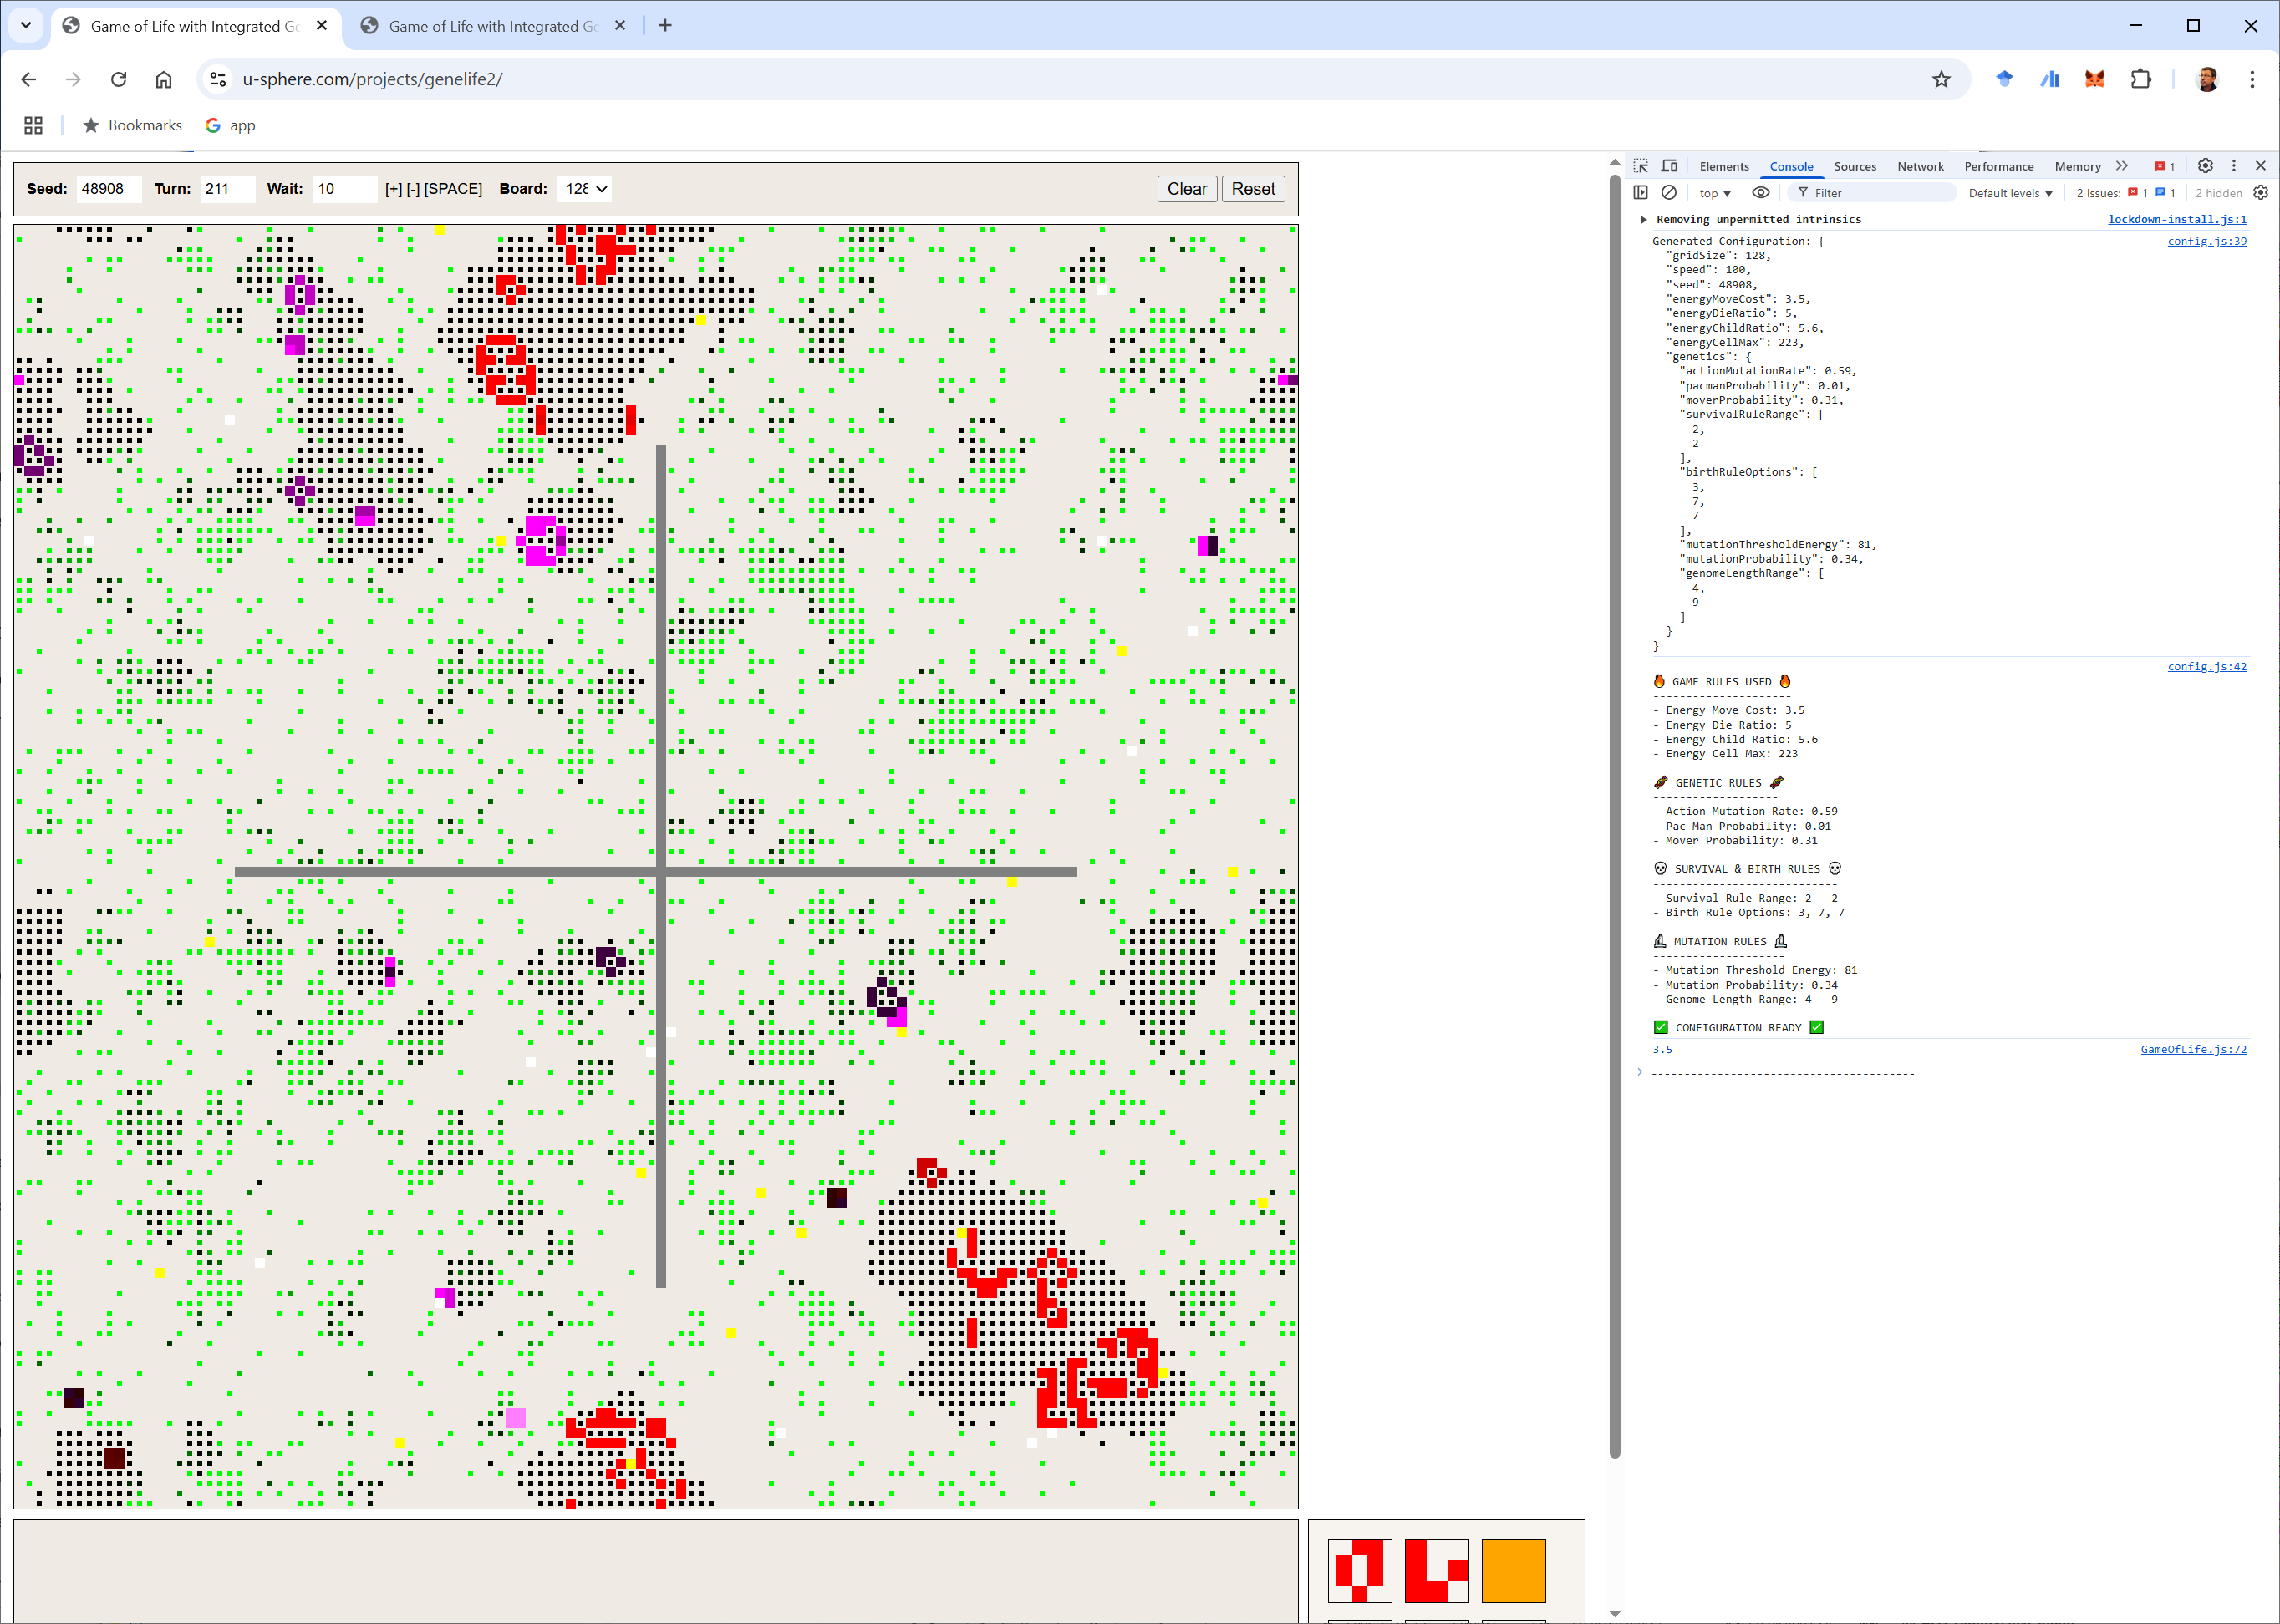 Game of Life with Integrated Ge
Game of Life with Integrated Ge
u-sphere.com/projects/genelife2/
Bookmarks
app
Seed: 48908 Turn: 211 Wait: 10 [+] [-] [SPACE] Board: 128 Clear Reset
Elements Console Sources Network Performance Memory 1
top Filter Default levels 2 Issues: 1 1 2 hidden
Removing unpermitted intrinsics lockdown-install.js:1
Generated Configuration: { config.js:39
"gridSize": 128,
"speed": 100,
"seed": 48908,
"energyMoveCost": 3.5,
"energyDieRatio": 5,
"energyChildRatio": 5.6,
"energyCellMax": 223,
"genetics": {
"actionMutationRate": 0.59,
"pacmanProbability": 0.01,
"moverProbability": 0.31,
"survivalRuleRange": [
2,
2
],
"birthRuleOptions": [
3,
7,
7
],
"mutationThresholdEnergy": 81,
"mutationProbability": 0.34,
"genomeLengthRange": [
4,
9
]
}
}
config.js:42
GAME RULES USED
---------------------
- Energy Move Cost: 3.5
- Energy Die Ratio: 5
- Energy Child Ratio: 5.6
- Energy Cell Max: 223
GENETIC RULES
-------------------
- Action Mutation Rate: 0.59
- Pac-Man Probability: 0.01
- Mover Probability: 0.31
SURVIVAL & BIRTH RULES
----------------------------
- Survival Rule Range: 2 - 2
- Birth Rule Options: 3, 7, 7
MUTATION RULES
--------------------
- Mutation Threshold Energy: 81
- Mutation Probability: 0.34
- Genome Length Range: 4 - 9
✅ CONFIGURATION READY ✅
3.5 GameOfLife.js:72
----------------------------------------